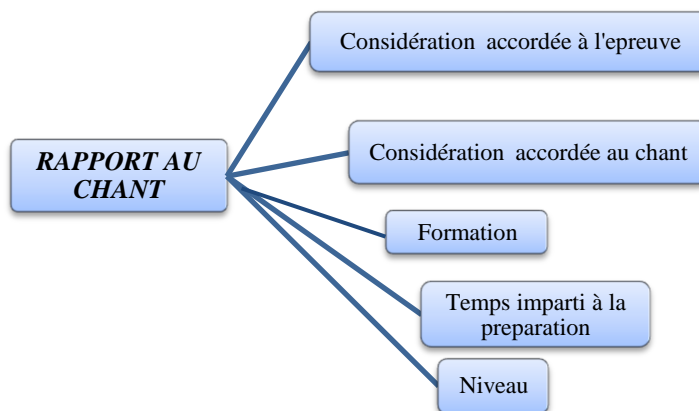 Considération accordée à l'epreuve
RAPPORT AU
CHANT
Considération accordée au chant
Formation
Temps imparti à la
preparation
Niveau